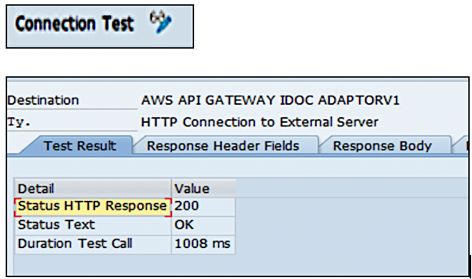 Connection Test
Destination AWS API GATEWAY IDOC ADAPTORV1
Ty. HTTP Connection to External Server
Test Result Response Header Fields Response Body
Detail Value
Status HTTP Response 200
Status Text OK
Duration Test Call 1008 ms